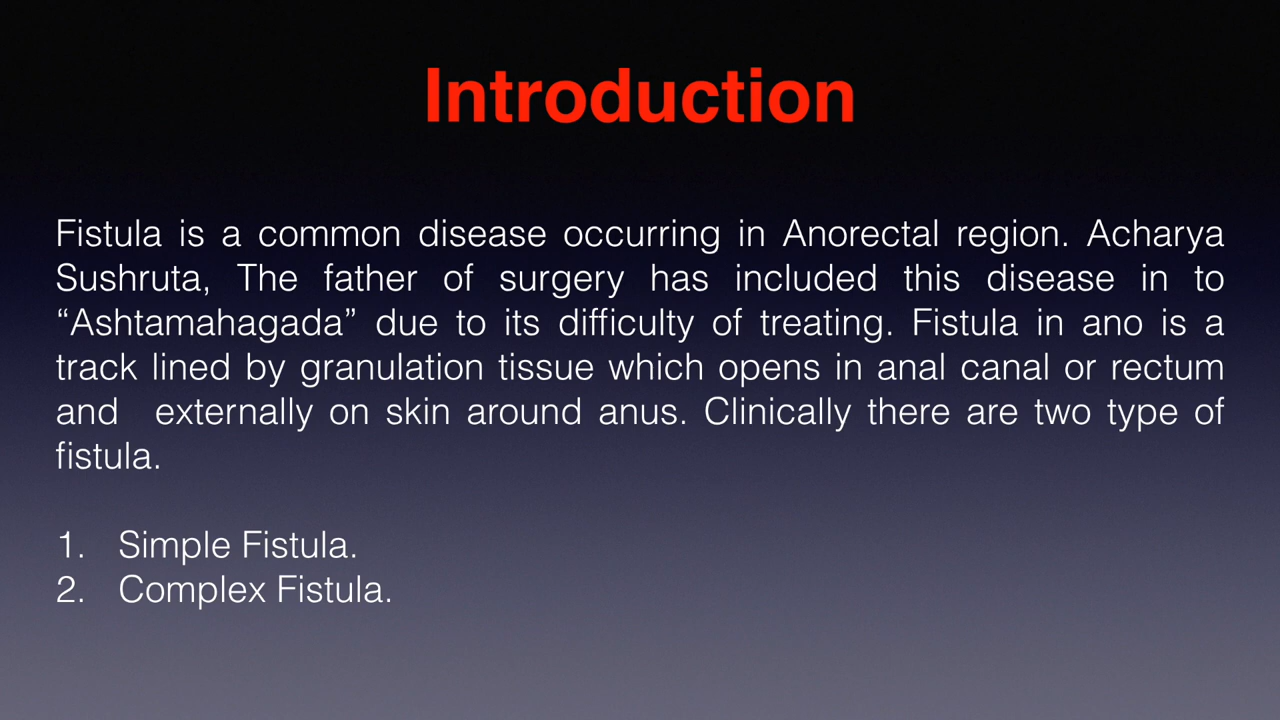 Introduction
Fistula is a common disease occurring in Anorectal region. Acharya
Sushruta, The father of surgery has included this disease in to
“Ashtamahagada” due to its difficulty of treating. Fistula in ano is a
track lined by granulation tissue which opens in anal canal or rectum
and externally on skin around anus. Clinically there are two type of
fistula.
1. Simple Fistula.
2. Complex Fistula.